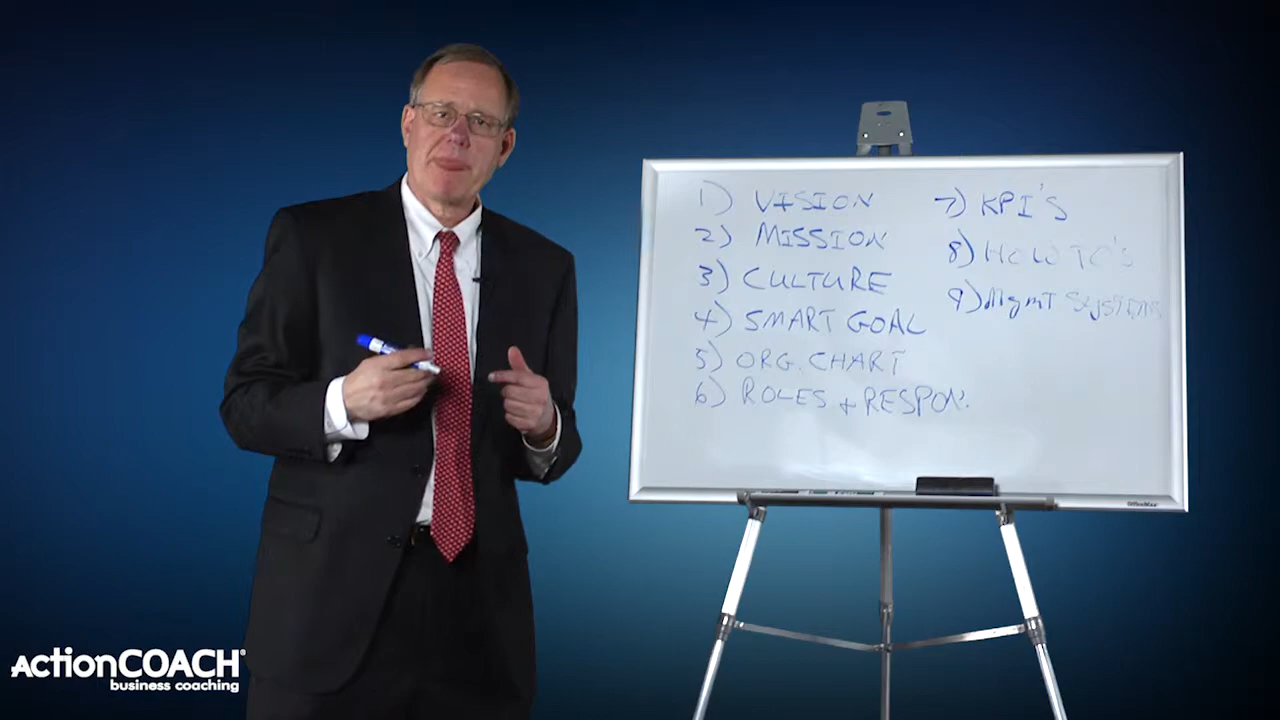 1) VISION
2) MISSION
3) CULTURE
4) SMART GOAL
5) ORG. CHART
6) ROLES + RESPON.
7) KPI'S
8) HOW TO'S
9) Mgmt SYSTEMS
OfficeMax
actionCOACH
business coaching